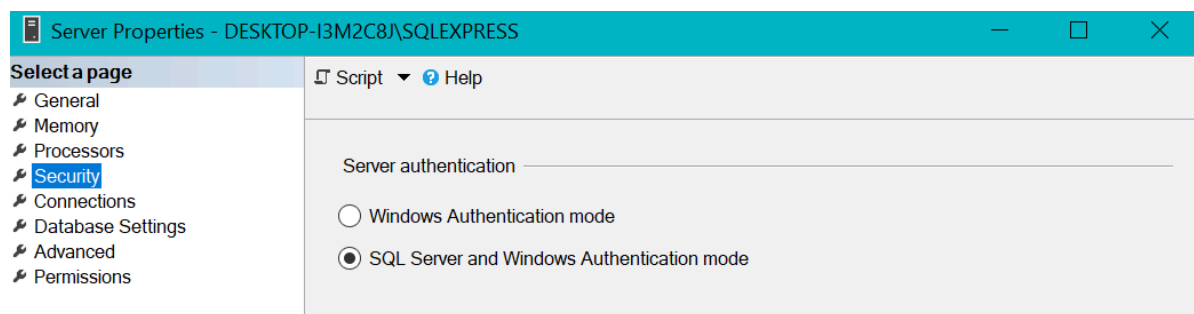 Server Properties - DESKTOP-I3M2C8J\SQLEXPRESS
Select a page
General
Memory
Processors
Security
Connections
Database Settings
Advanced
Permissions
Script Help
Server authentication
Windows Authentication mode
SQL Server and Windows Authentication mode